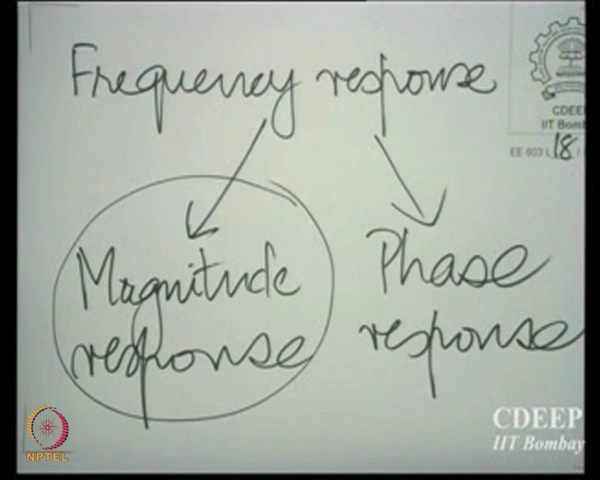 Frequency response
CDEEP
IIT Bomb
EE 603 L 18 /
Magnitude
response
Phase
response
CDEEP
IIT Bombay
NPTEL